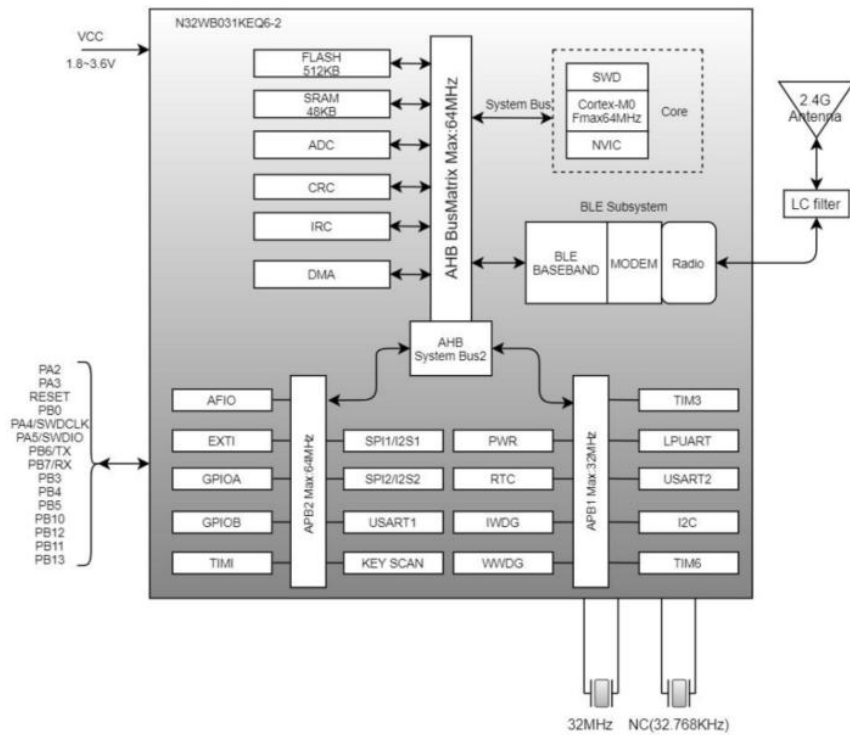 N32WB031KEQ6-2
VCC
1.8~3.6V
FLASH
512KB
SRAM
48KB
ADC
CRC
IRC
DMA
AHB BusMatrix Max:64MHz
System Bus
SWD
Cortex-M0
Fmax64MHz
NVIC
Core
2.4G
Antenna
LC filter
BLE Subsystem
BLE
BASEBAND
MODEM
Radio
AHB
System Bus2
PA2
PA3
RESET
PB0
PA4/SWDCLK
PA5/SWDIO
PB6/TX
PB7/RX
PB3
PB4
PB5
PB10
PB12
PB11
PB13
AFIO
EXTI
GPIOA
GPIOB
TIMI
APB2 Max:64MHz
SPI1/I2S1
SPI2/I2S2
USART1
KEY SCAN
PWR
RTC
IWDG
WWDG
APB1 Max:32MHz
TIM3
LPUART
USART2
I2C
TIM6
32MHz
NC(32.768KHz)